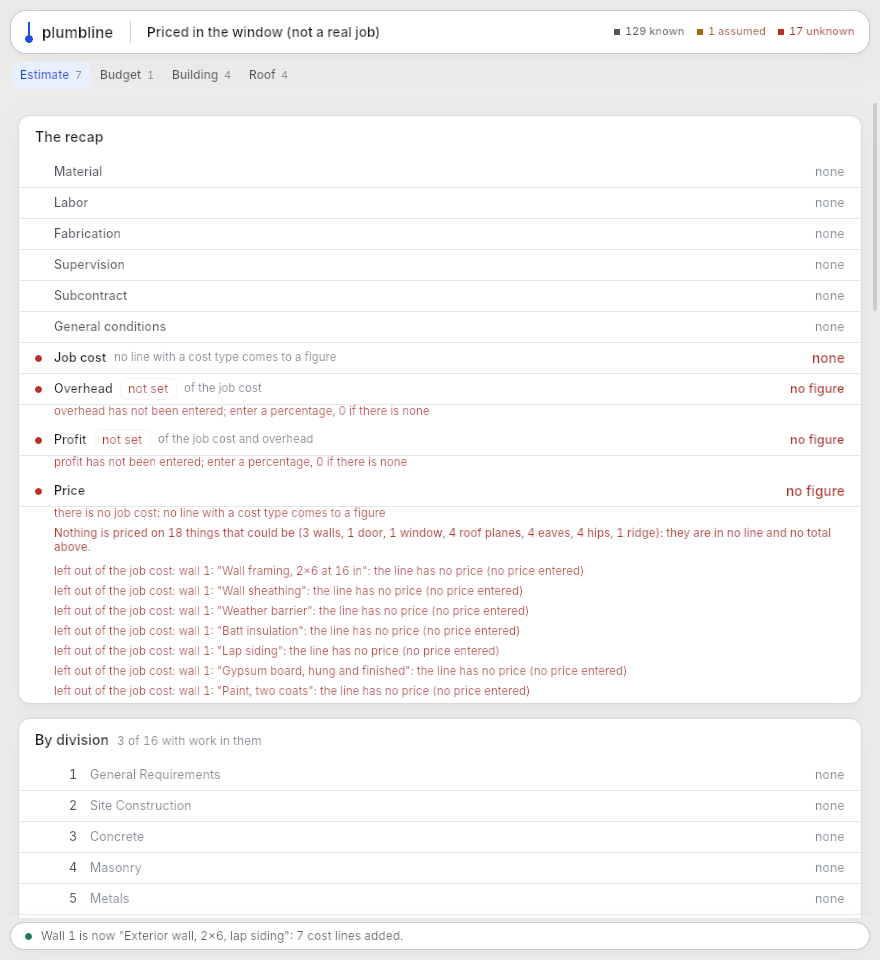 plumbline
Priced in the window (not a real job)
129 known
1 assumed
17 unknown
Estimate 7
Budget 1
Building 4
Roof 4
The recap
Material none
Labor none
Fabrication none
Supervision none
Subcontract none
General conditions none
Job cost no line with a cost type comes to a figure none
Overhead not set of the job cost no figure
overhead has not been entered; enter a percentage, 0 if there is none
Profit not set of the job cost and overhead no figure
profit has not been entered; enter a percentage, 0 if there is none
Price no figure
there is no job cost: no line with a cost type comes to a figure
Nothing is priced on 18 things that could be (3 walls, 1 door, 1 window, 4 roof planes, 4 eaves, 4 hips, 1 ridge): they are in no line and no total
above.
left out of the job cost: wall 1: "Wall framing, 2×6 at 16 in": the line has no price (no price entered)
left out of the job cost: wall 1: "Wall sheathing": the line has no price (no price entered)
left out of the job cost: wall 1: "Weather barrier": the line has no price (no price entered)
left out of the job cost: wall 1: "Batt insulation": the line has no price (no price entered)
left out of the job cost: wall 1: "Lap siding": the line has no price (no price entered)
left out of the job cost: wall 1: "Gypsum board, hung and finished": the line has no price (no price entered)
left out of the job cost: wall 1: "Paint, two coats": the line has no price (no price entered)
By division 3 of 16 with work in them
1 General Requirements none
2 Site Construction none
3 Concrete none
4 Masonry none
5 Metals none
Wall 1 is now "Exterior wall, 2×6, lap siding": 7 cost lines added.